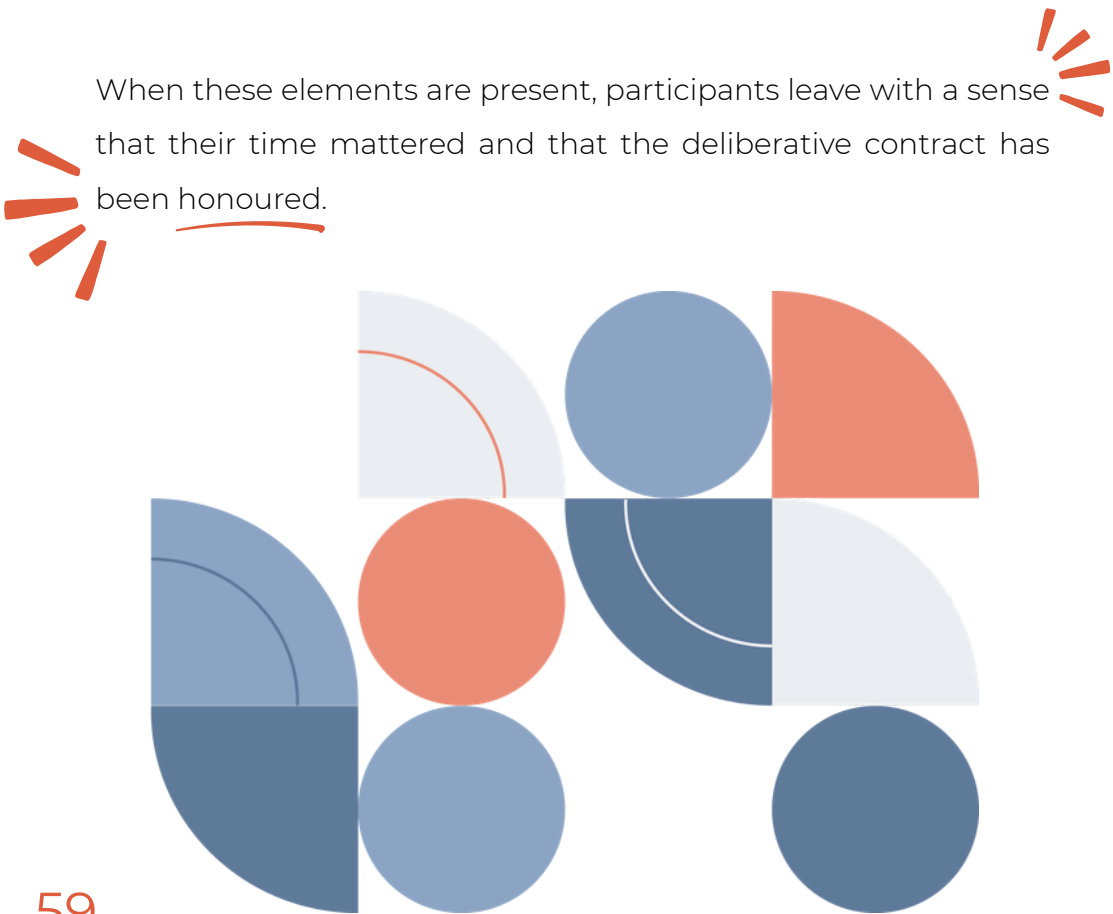 When these elements are present, participants leave with a sense
that their time mattered and that the deliberative contract has
been honoured.
59